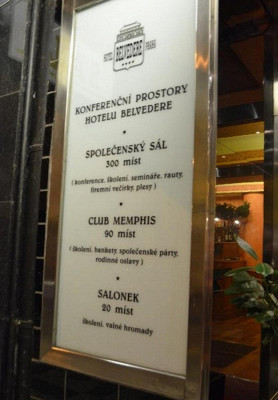 HOTEL BELVEDERE PRAHA
KONFERENČNÍ PROSTORY
HOTELU BELVEDERE
SPOLEČENSKÝ SÁL
300 míst
( konference, školení, semináře, rauty,
firemní večírky, plesy )
CLUB MEMPHIS
90 míst
( školení, bankety společenské párty,
rodinné oslavy )
SALONEK
20 míst
školení, valné hromady